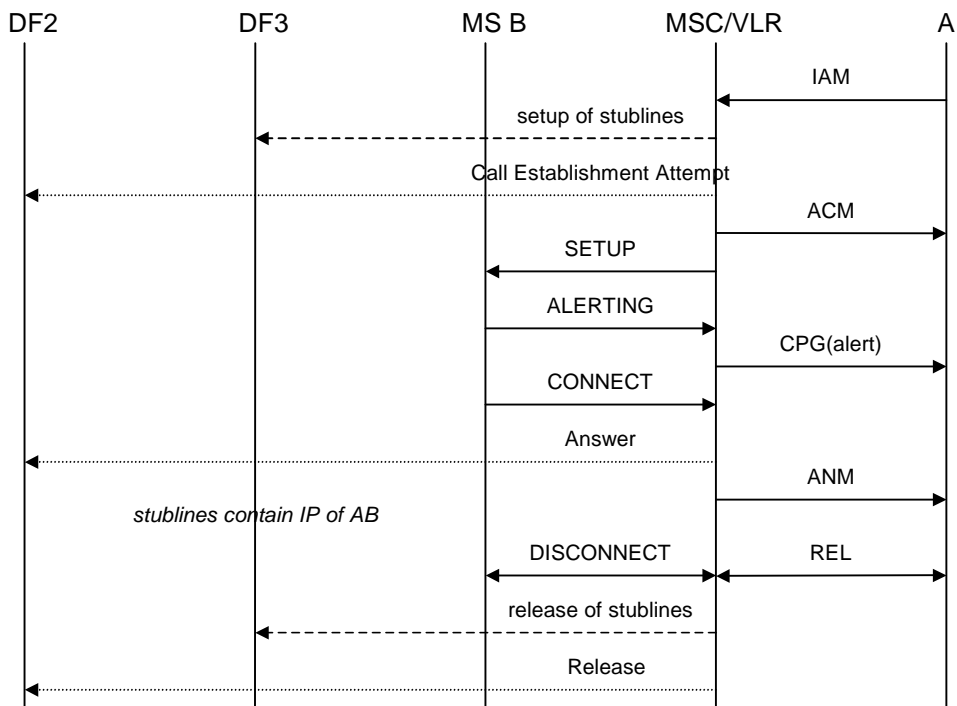 DF2 DF3 MS B MSC/VLR A
IAM
setup of stublines
Call Establishment Attempt
ACM
SETUP
ALERTING
CPG(alert)
CONNECT
Answer
ANM
stublines contain IP of AB
DISCONNECT REL
release of stublines
Release